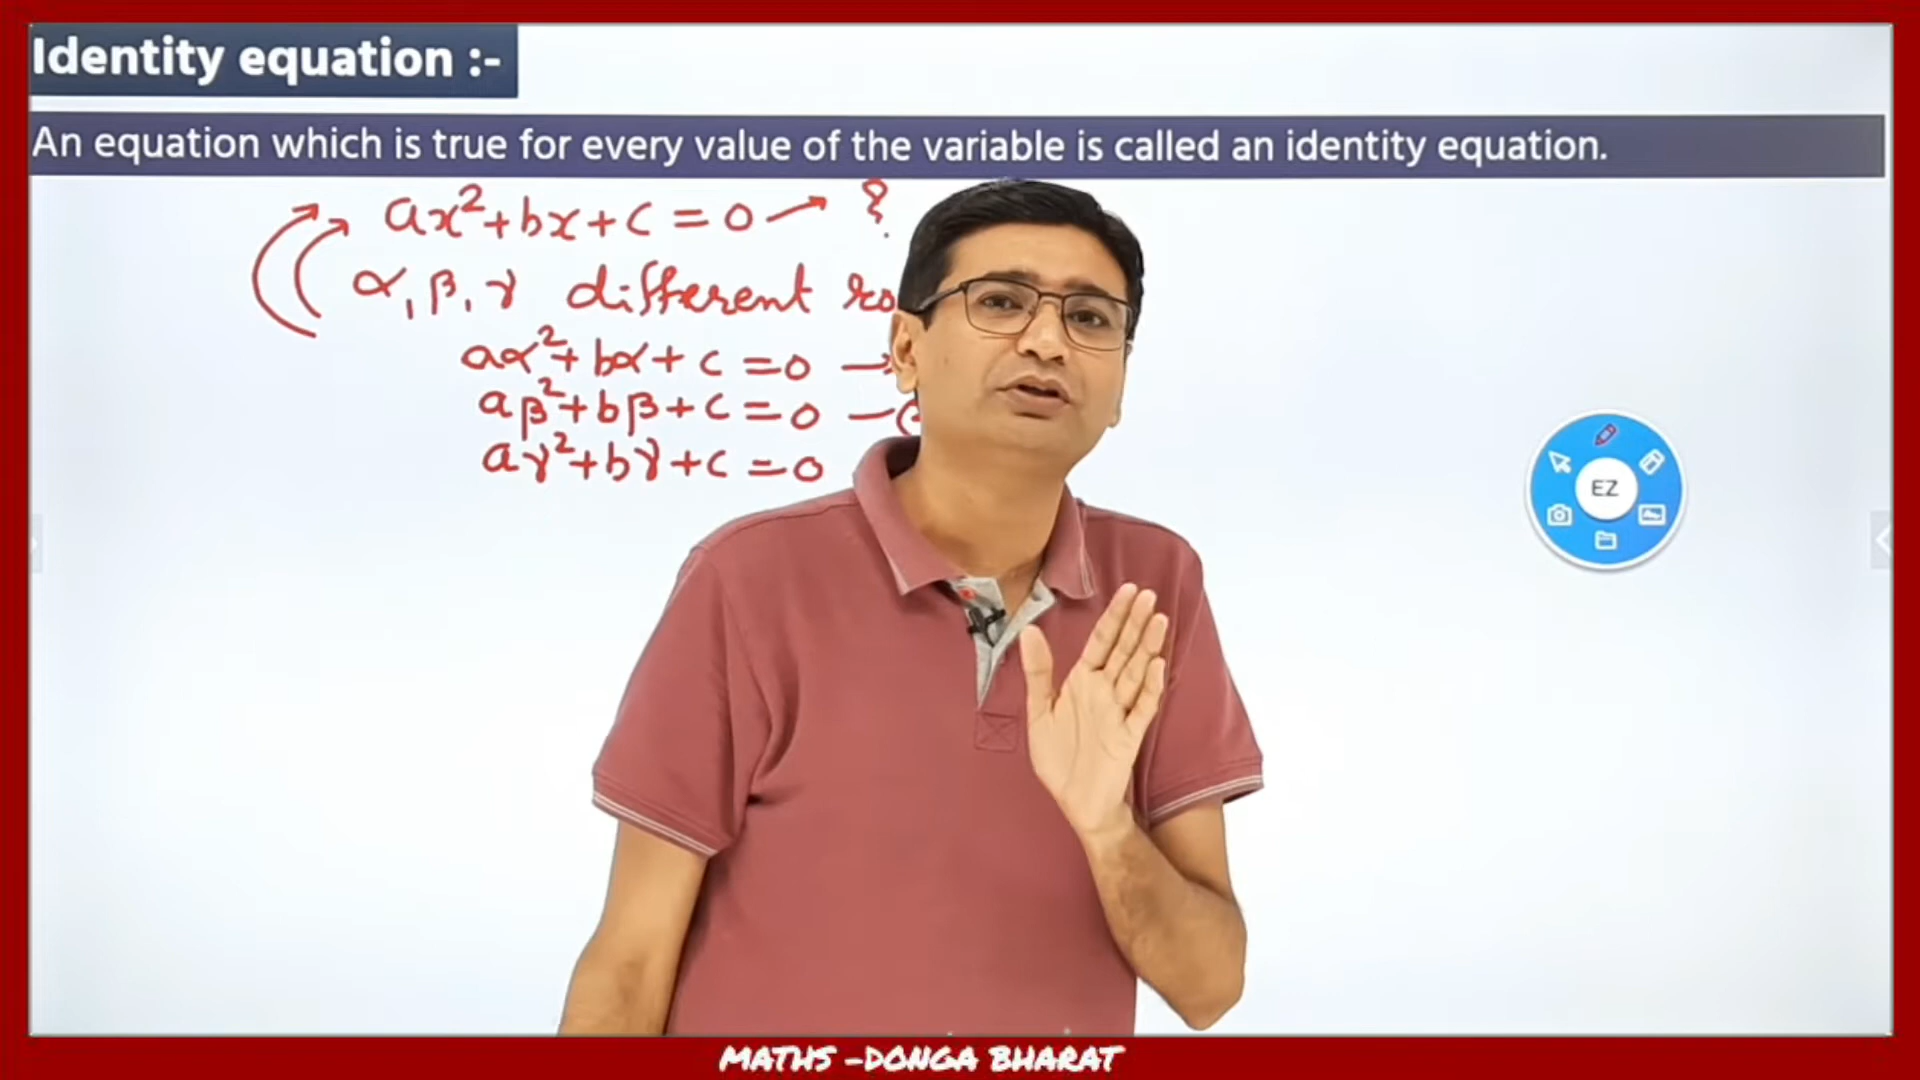 Identity equation :-
An equation which is true for every value of the variable is called an identity equation.
ax²+bx+c = 0 → ?
α, β, γ different
aα²+bα+c = 0 →
aβ²+bβ+c = 0 —
aγ²+bγ+c = 0
EZ
MATHS -DONGA BHARAT